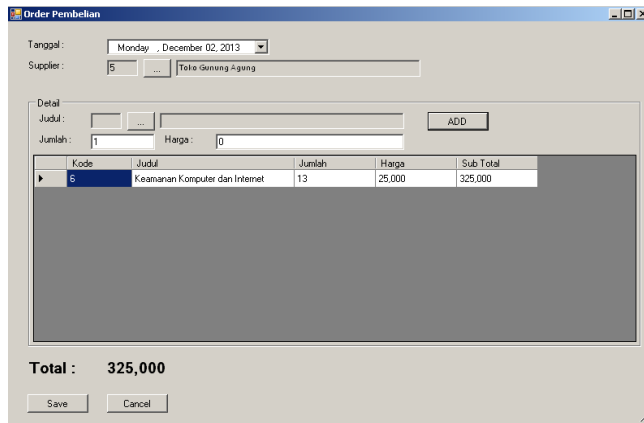 Order Pembelian
Tanggal : Monday , December 02, 2013
Supplier : 5 ... Toko Gunung Agung
Detail
Judul : ... ADD
Jumlah : 1 Harga : 0
Kode Judul Jumlah Harga Sub Total
6 Keamanan Komputer dan Internet 13 25,000 325,000
Total : 325,000
Save Cancel